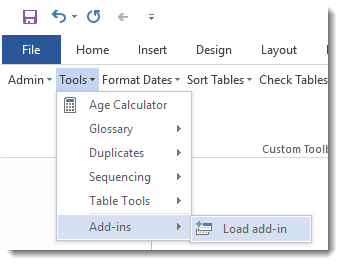 File Home Insert Design Layout
Admin Tools Format Dates Sort Tables Check Tables
Age Calculator
Glossary
Duplicates
Sequencing
Custom Toolb
Table Tools
Add-ins Load add-in